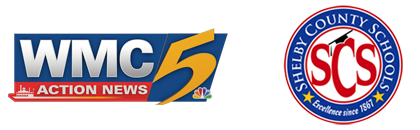 WMC 5
ACTION NEWS
SHELBY COUNTY SCHOOLS
SCS
Excellence since 1867